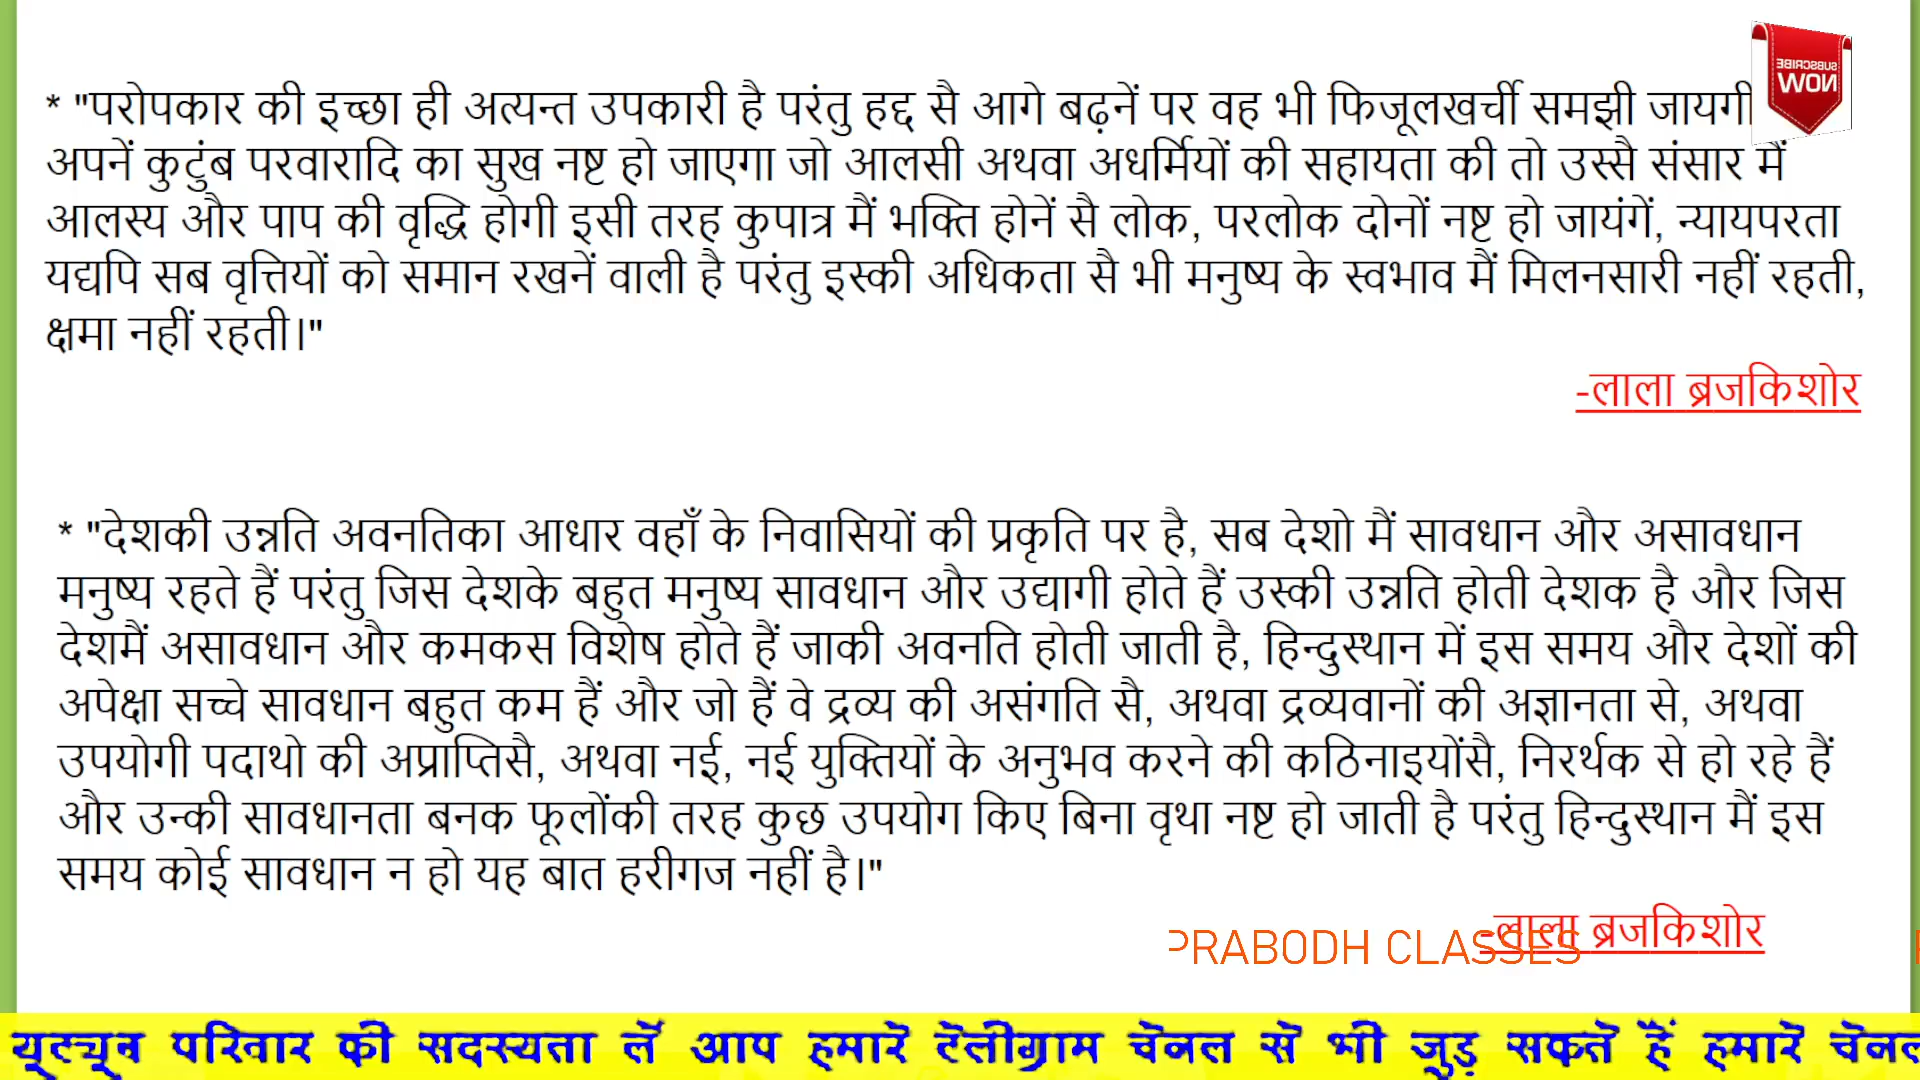 SUBSCRIBE
NOW
* "परोपकार की इच्छा ही अत्यन्त उपकारी है परंतु हद्द सै आगे बढ़नें पर वह भी फिजूलखर्ची समझी जायगी
अपनें कुटुंब परवारादि का सुख नष्ट हो जाएगा जो आलसी अथवा अधर्मियों की सहायता की तो उस्सै संसार मैं
आलस्य और पाप की वृद्धि होगी इसी तरह कुपात्र मैं भक्ति होनें सै लोक, परलोक दोनों नष्ट हो जायंगें, न्यायपरता
यद्यपि सब वृत्तियों को समान रखनें वाली है परंतु इस्की अधिकता सै भी मनुष्य के स्वभाव मैं मिलनसारी नहीं रहती,
क्षमा नहीं रहती।"
-लाला ब्रजकिशोर
* "देशकी उन्नति अवनतिका आधार वहाँ के निवासियों की प्रकृति पर है, सब देशो मैं सावधान और असावधान
मनुष्य रहते हैं परंतु जिस देशके बहुत मनुष्य सावधान और उद्यागी होते हैं उस्की उन्नति होती देशक है और जिस
देशमैं असावधान और कमकस विशेष होते हैं जाकी अवनति होती जाती है, हिन्दुस्थान में इस समय और देशों की
अपेक्षा सच्चे सावधान बहुत कम हैं और जो हैं वे द्रव्य की असंगति सै, अथवा द्रव्यवानों की अज्ञानता से, अथवा
उपयोगी पदाथो की अप्राप्तिसै, अथवा नई, नई युक्तियों के अनुभव करने की कठिनाइयोंसै, निरर्थक से हो रहे हैं
और उन्की सावधानता बनक फूलोंकी तरह कुछ उपयोग किए बिना वृथा नष्ट हो जाती है परंतु हिन्दुस्थान मैं इस
समय कोई सावधान न हो यह बात हरीगज नहीं है।"
-लाला ब्रजकिशोर
PRABODH CLASSES
परिवार की सदस्यता लें आप हमारे टेलीग्राम चेनल से भी जुड़ सकते हैं हमारे चेनल